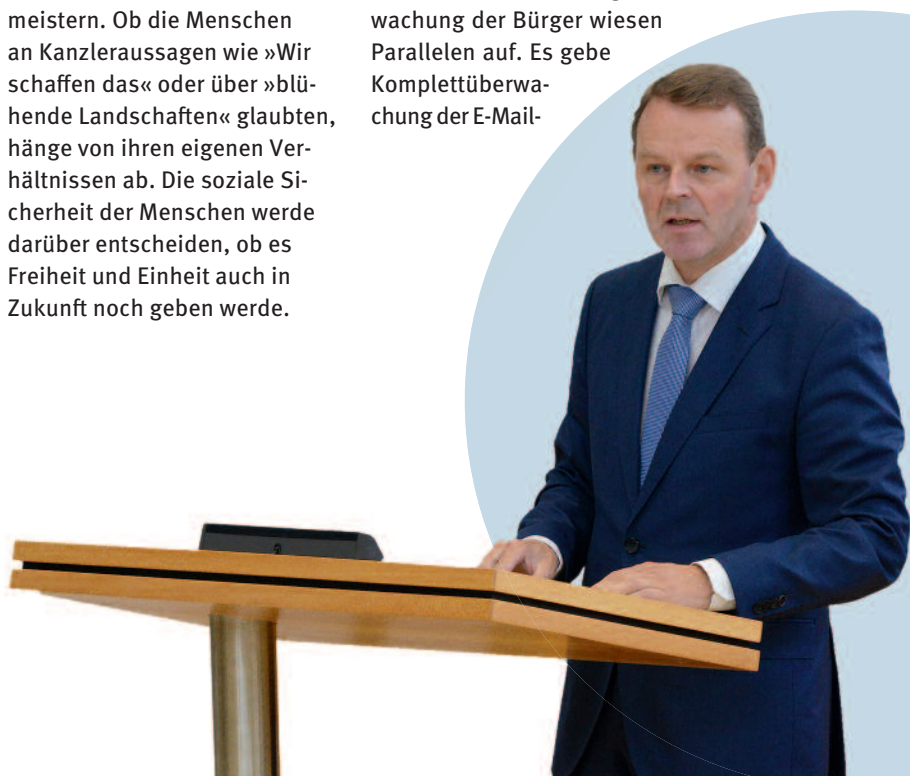 meistern. Ob die Menschen
an Kanzleraussagen wie »Wir
schaffen das« oder über »blü-
hende Landschaften« glaubten,
hänge von ihren eigenen Ver-
hältnissen ab. Die soziale Si-
cherheit der Menschen werde
darüber entscheiden, ob es
Freiheit und Einheit auch in
Zukunft noch geben werde.
wachung der Bürger wiesen
Parallelen auf. Es gebe
Komplettüberwa-
chung der E-Mail-